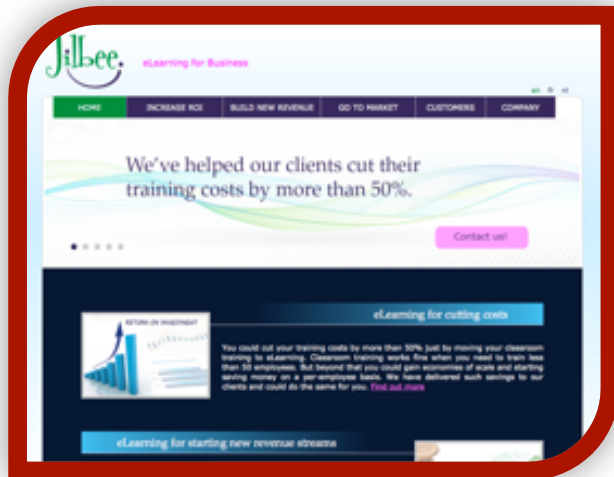 Jilbee.
eLearning for Business
en fr nl
HOME INCREASE ROI BUILD NEW REVENUE GO TO MARKET CUSTOMERS COMPANY
We've helped our clients cut their
training costs by more than 50%.
Contact us!
eLearning for cutting costs
RETURN ON INVESTMENT
You could cut your training costs by more than 50% just by moving your classroom
training to eLearning. Classroom training works fine when you need to train less
than 50 employees. But beyond that you could gain economies of scale and starting
saving money on a per-employee basis. We have delivered such savings to our
clients and could do the same for you. Find out more
eLearning for starting new revenue streams